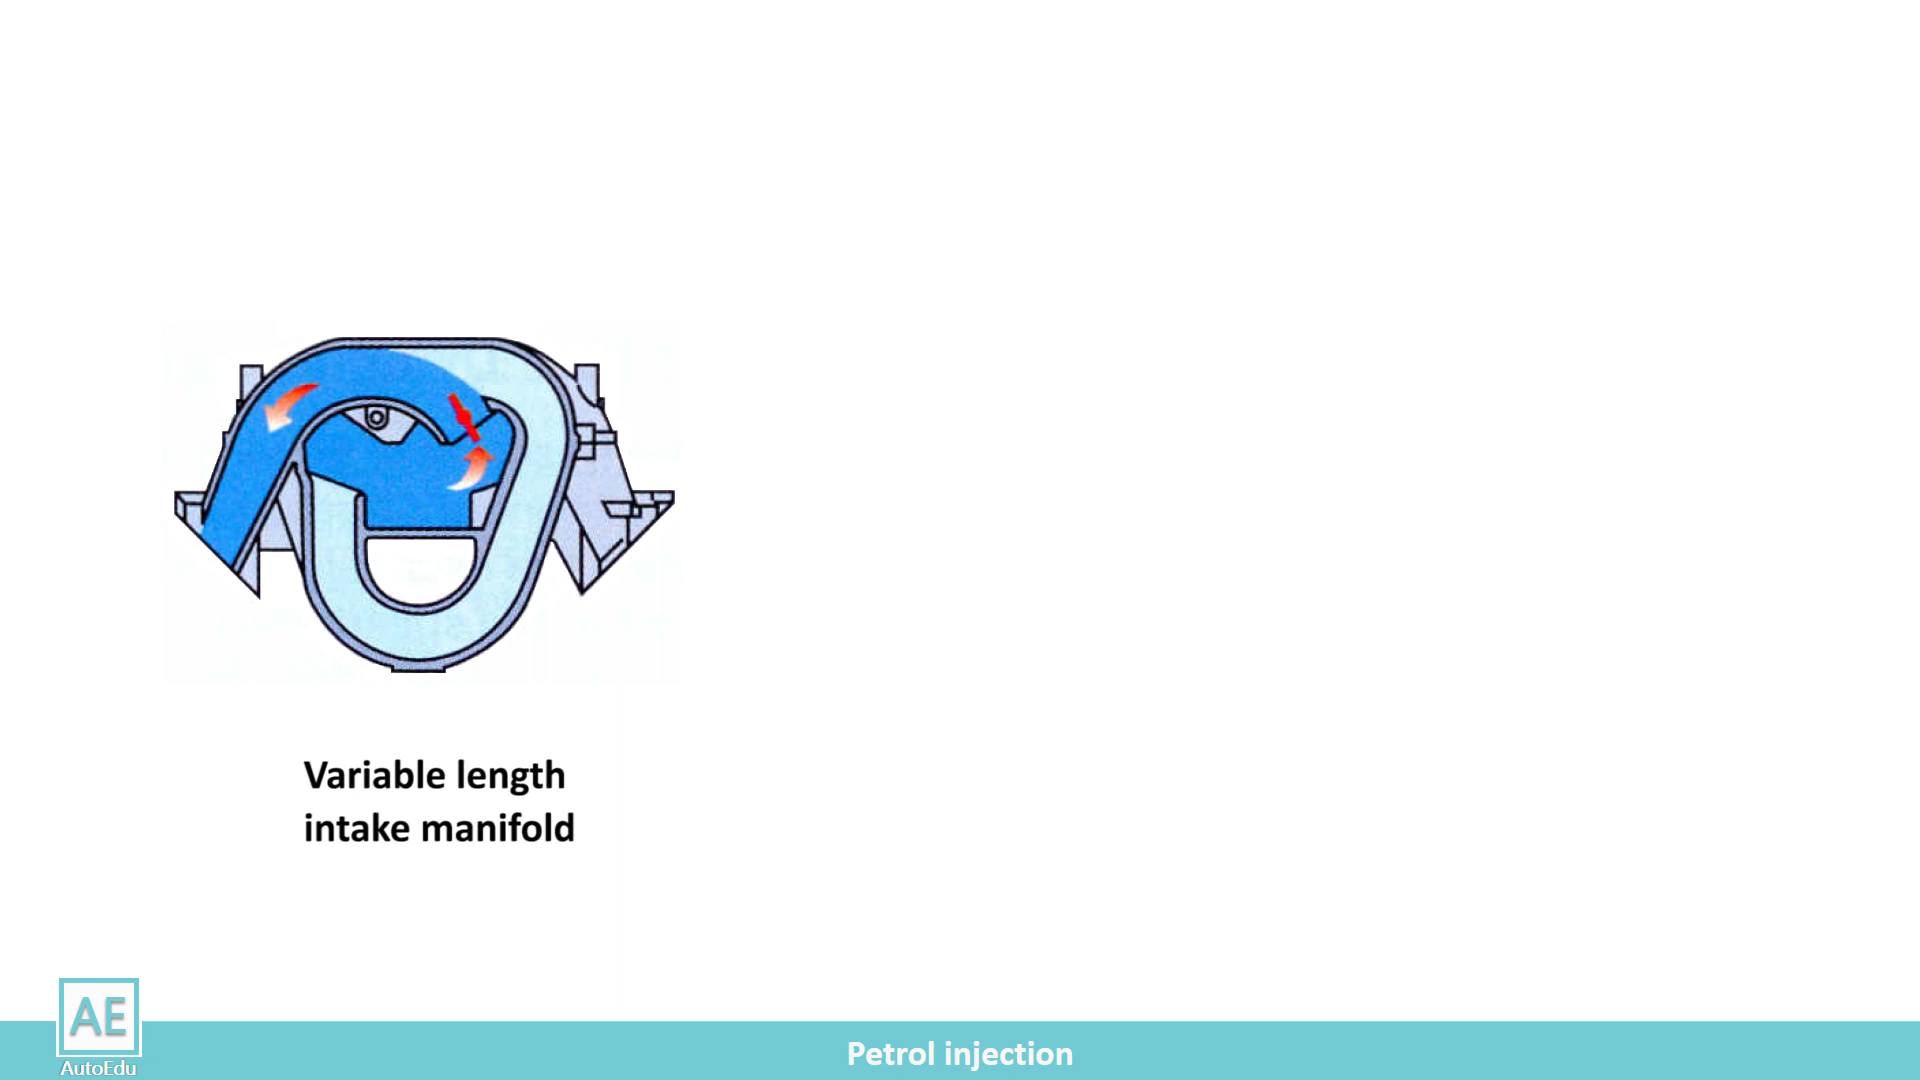 Variable length
intake manifold
AE
AutoEdu
Petrol injection